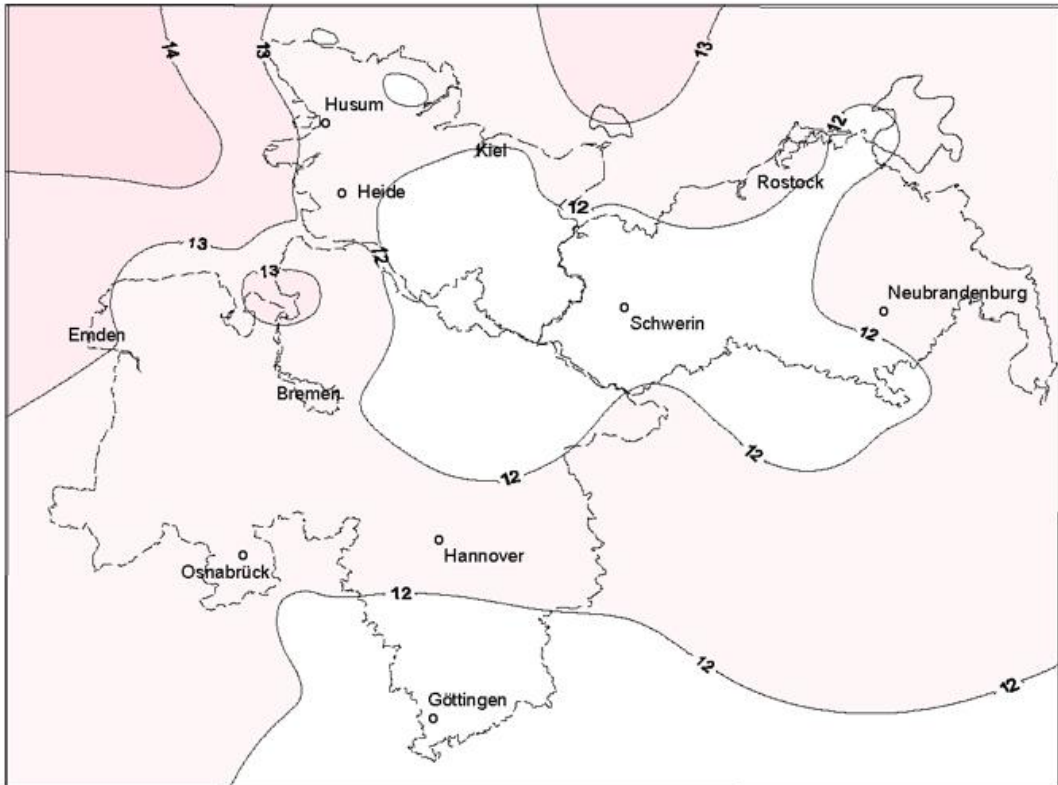 14
13
13
Husum
Kiel
12
Heide
Rostock
12
13
12
13
Neubrandenburg
Schwerin
Emden
12
Bremen
12
12
Hannover
Osnabrück
12
12
12
Göttingen